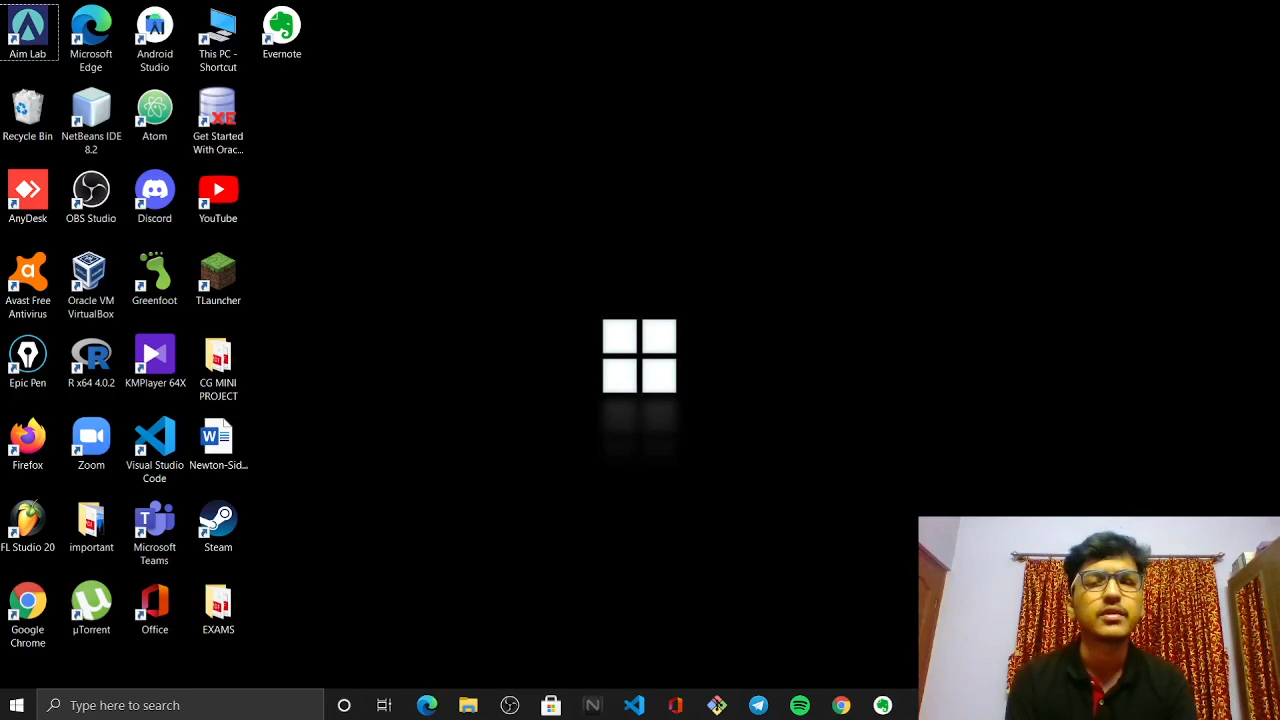 Aim Lab
Microsoft
Edge
Android
Studio
This PC -
Shortcut
Evernote
Recycle Bin
NetBeans IDE
8.2
Atom
XE
Get Started
With Orac...
AnyDesk
OBS Studio
Discord
YouTube
Avast Free
Antivirus
Oracle VM
VirtualBox
Greenfoot
TLauncher
Epic Pen
R x64 4.0.2
KMPlayer 64X
CG MINI
PROJECT
Firefox
Zoom
Visual Studio
Code
Newton-Sid...
FL Studio 20
important
Microsoft
Teams
Steam
Google
Chrome
µTorrent
Office
EXAMS
Type here to search